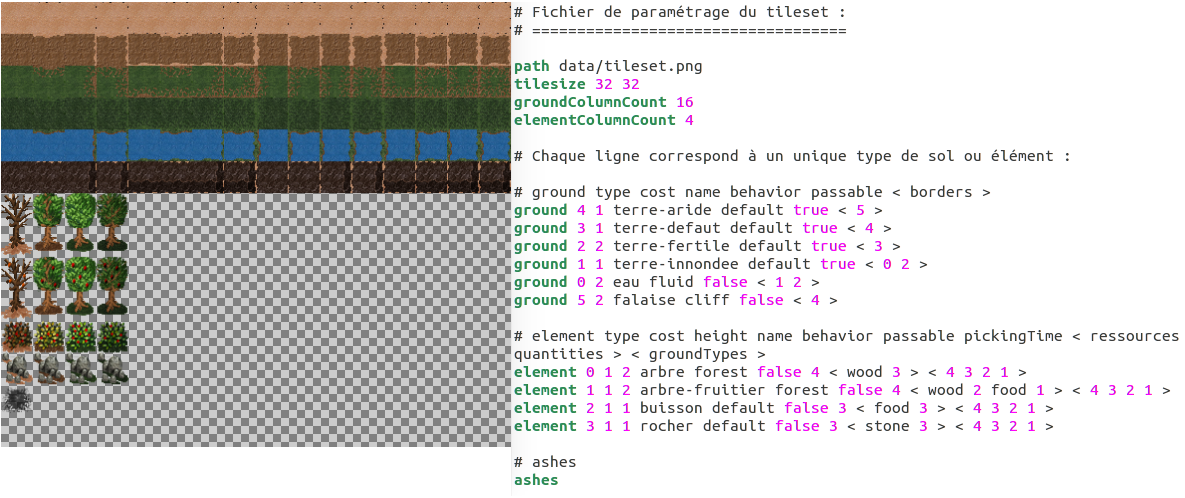 # Fichier de paramétrage du tileset :
# ===================================
path data/tileset.png
tilesize 32 32
groundColumnCount 16
elementColumnCount 4
# Chaque ligne correspond à un unique type de sol ou élément :
# ground type cost name behavior passable < borders >
ground 4 1 terre-aride default true < 5 >
ground 3 1 terre-defaut default true < 4 >
ground 2 2 terre-fertile default true < 3 >
ground 1 1 terre-innondee default true < 0 2 >
ground 0 2 eau fluid false < 1 2 >
ground 5 2 falaise cliff false < 4 >
# element type cost height name behavior passable pickingTime < ressources
quantities > < groundTypes >
element 0 1 2 arbre forest false 4 < wood 3 > < 4 3 2 1 >
element 1 1 2 arbre-fruitier forest false 4 < wood 2 food 1 > < 4 3 2 1 >
element 2 1 1 buisson default false 3 < food 3 > < 4 3 2 1 >
element 3 1 1 rocher default false 3 < stone 3 > < 4 3 2 1 >
# ashes
ashes